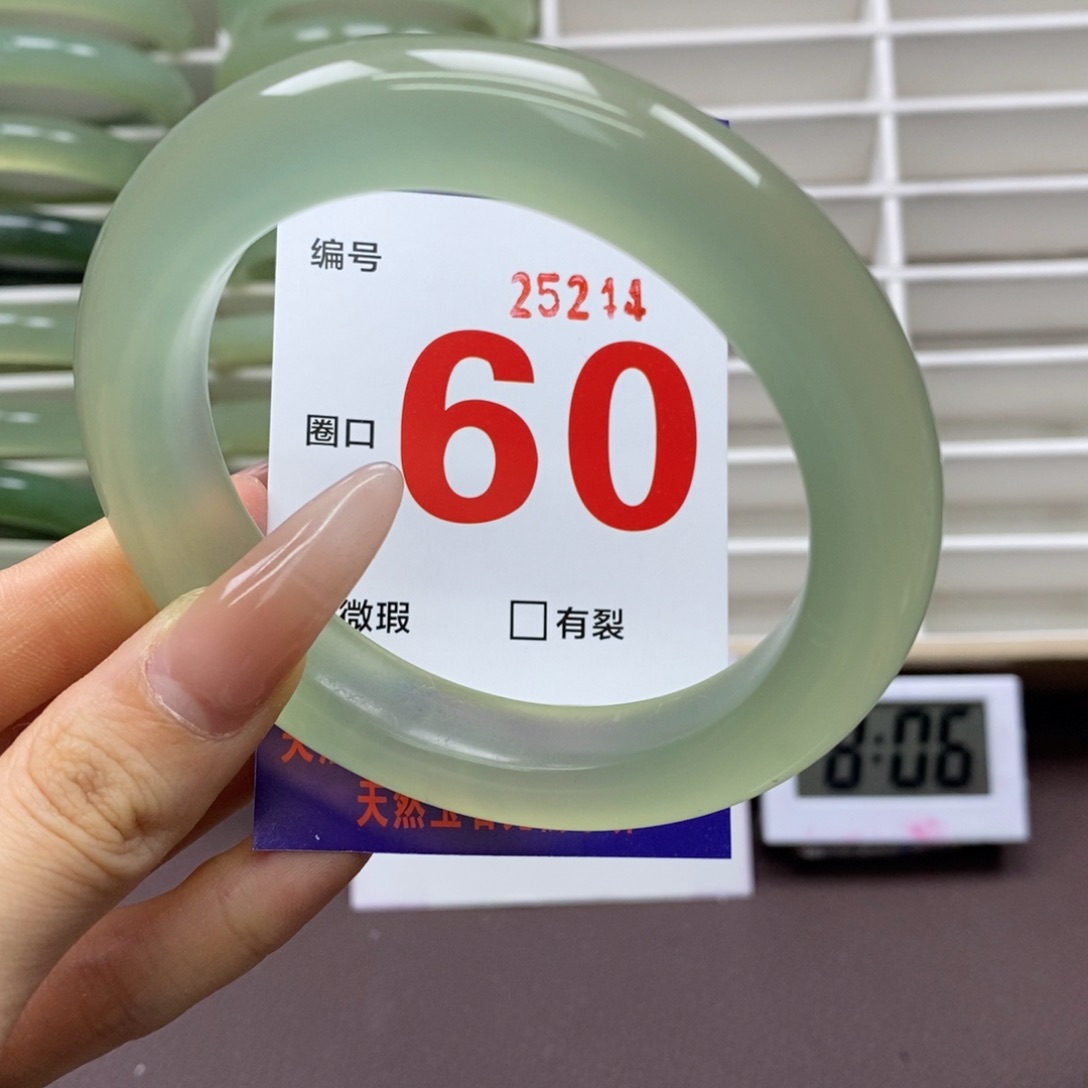 编号
25214
圈口 60
微瑕 □有裂
天然
8:06